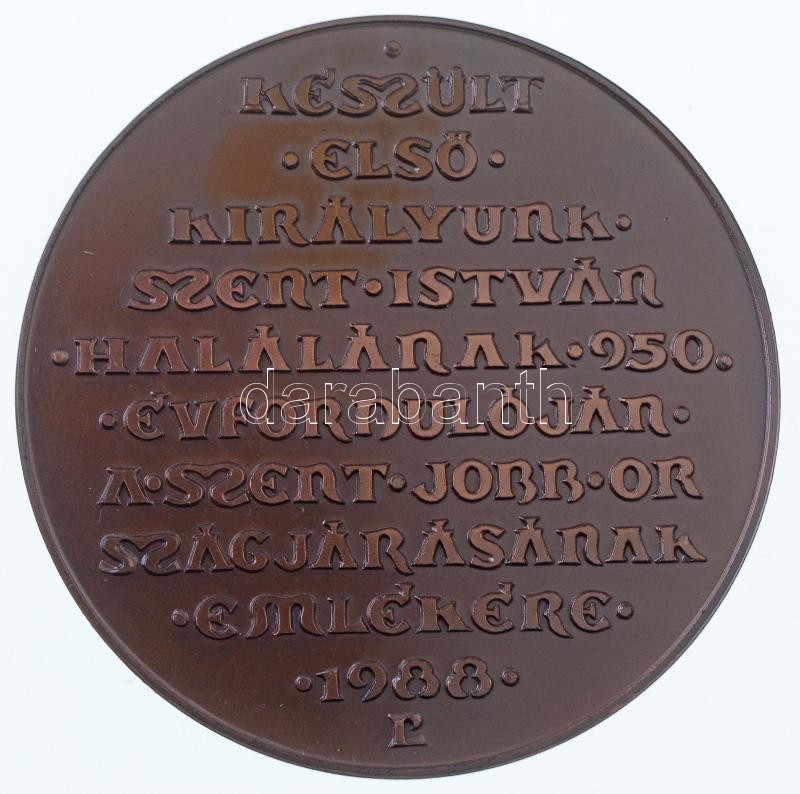 KÉSZÜLT
·ELSŐ·
KIRÁLYUNK·
SZENT·ISTVÁN
·HALÁLÁNAK·950.
·ÉVFORDULÓJÁN·
A·SZENT·JOBB·OR
SZÁGJÁRÁSÁNAK
·EMLÉKÉRE·
·1988·
darabanth